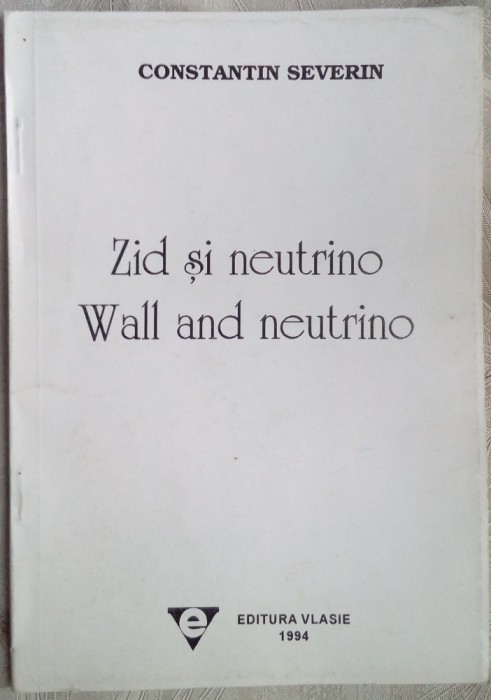 CONSTANTIN SEVERIN
Zid și neutrino
Wall and neutrino
e
EDITURA VLASIE
1994